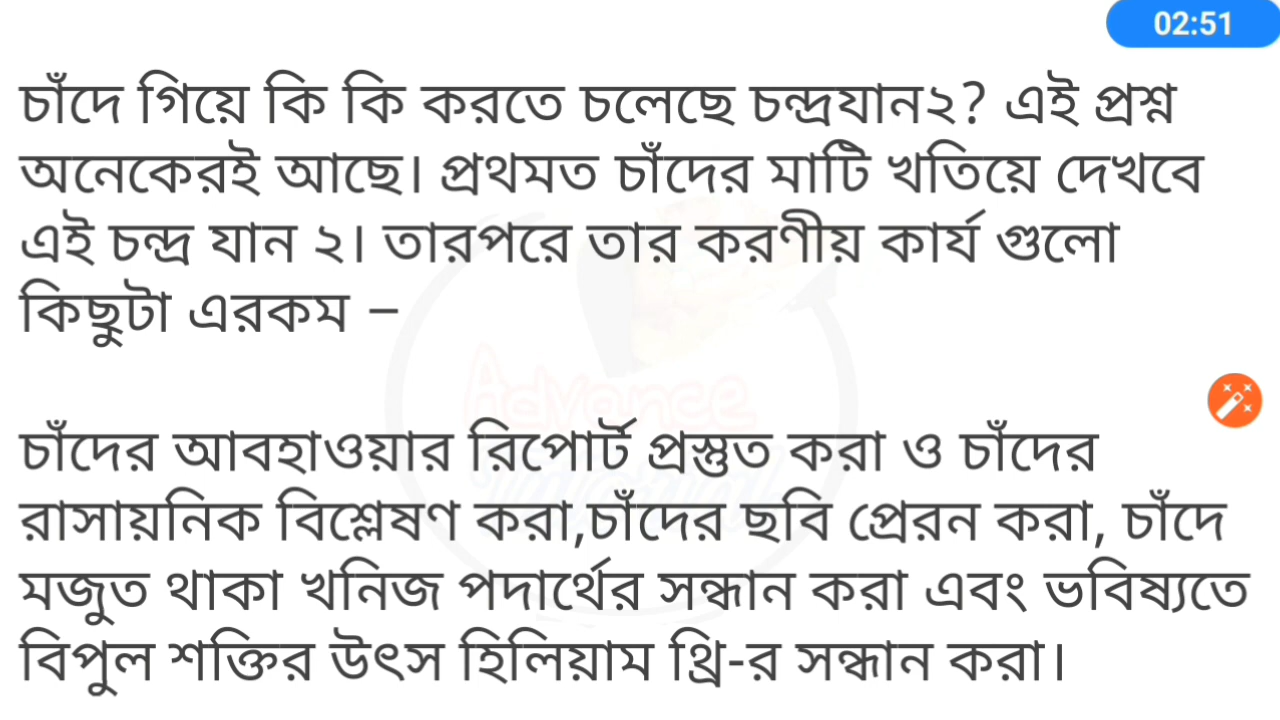 02:51
চাঁদে গিয়ে কি কি করতে চলেছে চন্দ্রযান২? এই প্রশ্ন
অনেকেরই আছে। প্রথমত চাঁদের মাটি খতিয়ে দেখবে
এই চন্দ্র যান ২। তারপরে তার করণীয় কার্য গুলো
কিছুটা এরকম –
চাঁদের আবহাওয়ার রিপোর্ট প্রস্তুত করা ও চাঁদের
রাসায়নিক বিশ্লেষণ করা,চাঁদের ছবি প্রেরন করা, চাঁদে
মজুত থাকা খনিজ পদার্থের সন্ধান করা এবং ভবিষ্যতে
বিপুল শক্তির উৎস হিলিয়াম থ্রি-র সন্ধান করা।
Advance